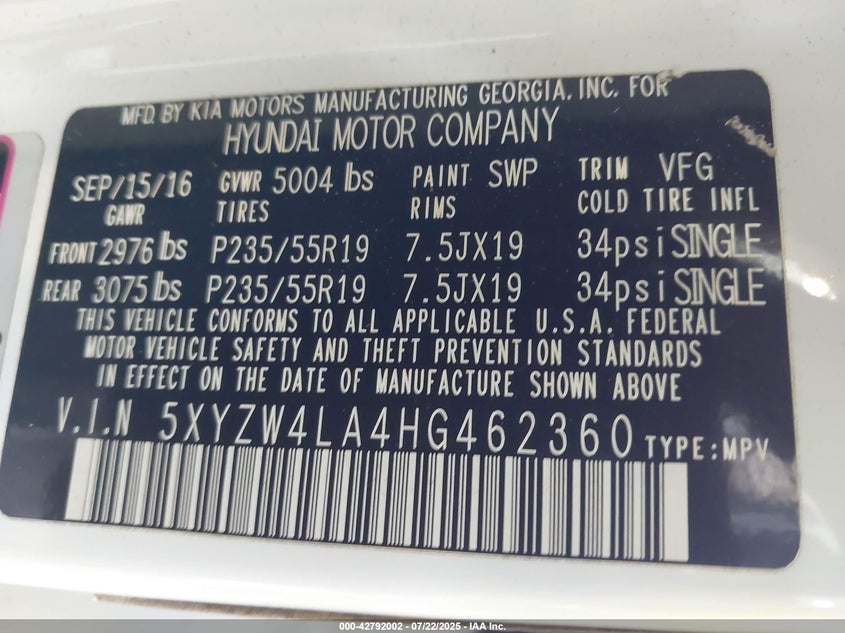 MFD. BY KIA MOTORS MANUFACTURING GEORGIA, INC. FOR
HYUNDAI MOTOR COMPANY
SEP/15/16 GVWR 5004 lbs PAINT SWP TRIM VFG
GAWR TIRES RIMS COLD TIRE INFL
FRONT 2976 lbs P235/55R19 7.5JX19 34psi SINGLE
REAR 3075 lbs P235/55R19 7.5JX19 34psi SINGLE
THIS VEHICLE CONFORMS TO ALL APPLICABLE U.S.A. FEDERAL
MOTOR VEHICLE SAFETY AND THEFT PREVENTION STANDARDS
IN EFFECT ON THE DATE OF MANUFACTURE SHOWN ABOVE
V.I.N 5XYZW4LA4HG462360 TYPE:MPV
000-42792002 - 07/22/2025 - IAA Inc.